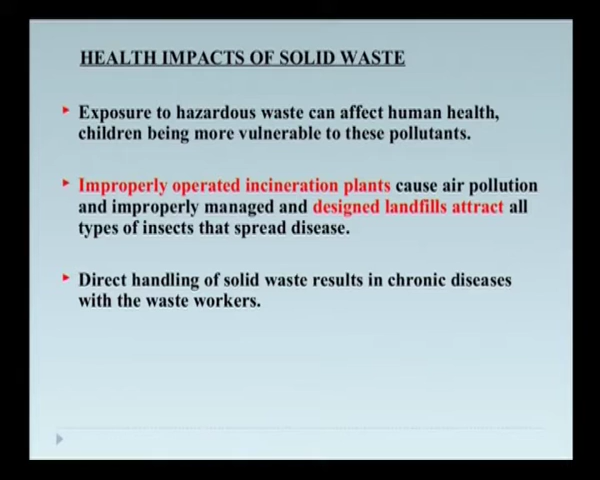 HEALTH IMPACTS OF SOLID WASTE
Exposure to hazardous waste can affect human health,
children being more vulnerable to these pollutants.
Improperly operated incineration plants cause air pollution
and improperly managed and designed landfills attract all
types of insects that spread disease.
Direct handling of solid waste results in chronic diseases
with the waste workers.